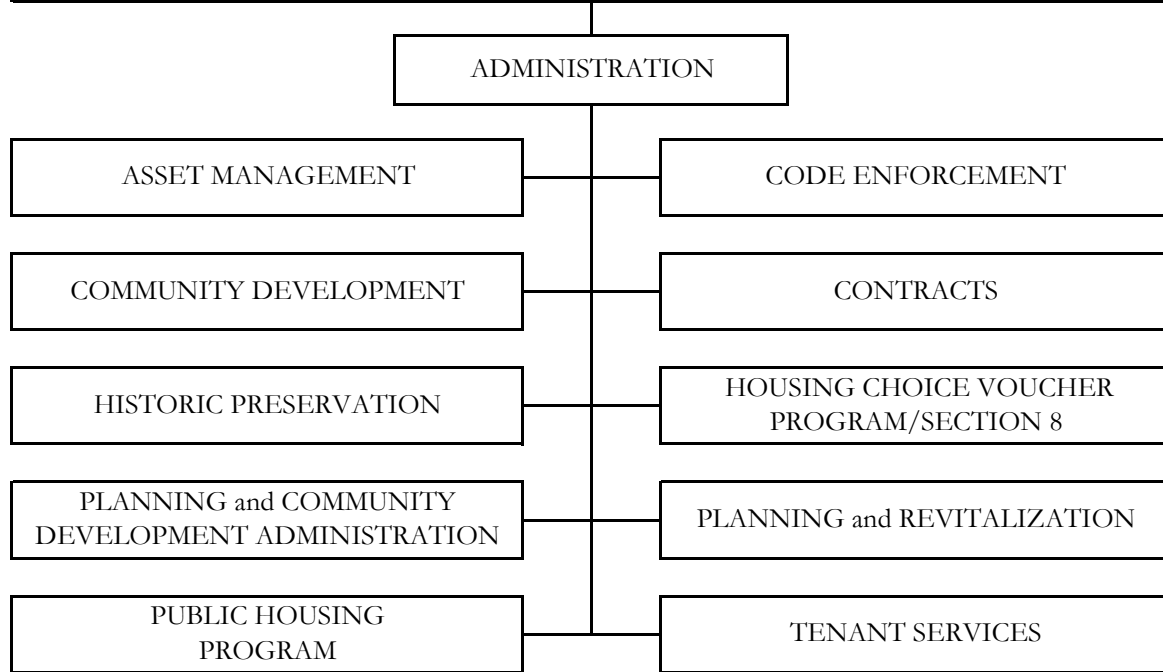 ADMINISTRATION
ASSET MANAGEMENT
CODE ENFORCEMENT
COMMUNITY DEVELOPMENT
CONTRACTS
HISTORIC PRESERVATION
HOUSING CHOICE VOUCHER
PROGRAM/SECTION 8
PLANNING and COMMUNITY
DEVELOPMENT ADMINISTRATION
PLANNING and REVITALIZATION
PUBLIC HOUSING
PROGRAM
TENANT SERVICES